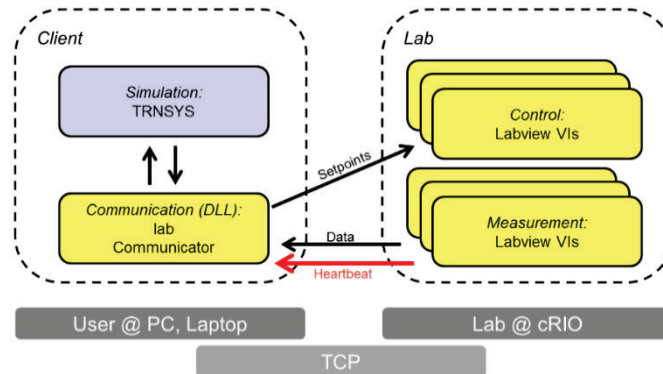 Client
Simulation:
TRNSYS
Communication (DLL):
lab
Communicator
Setpoints
Data
Heartbeat
Lab
Control:
Labview VIs
Measurement:
Labview VIs
User @ PC, Laptop
Lab @ cRIO
TCP